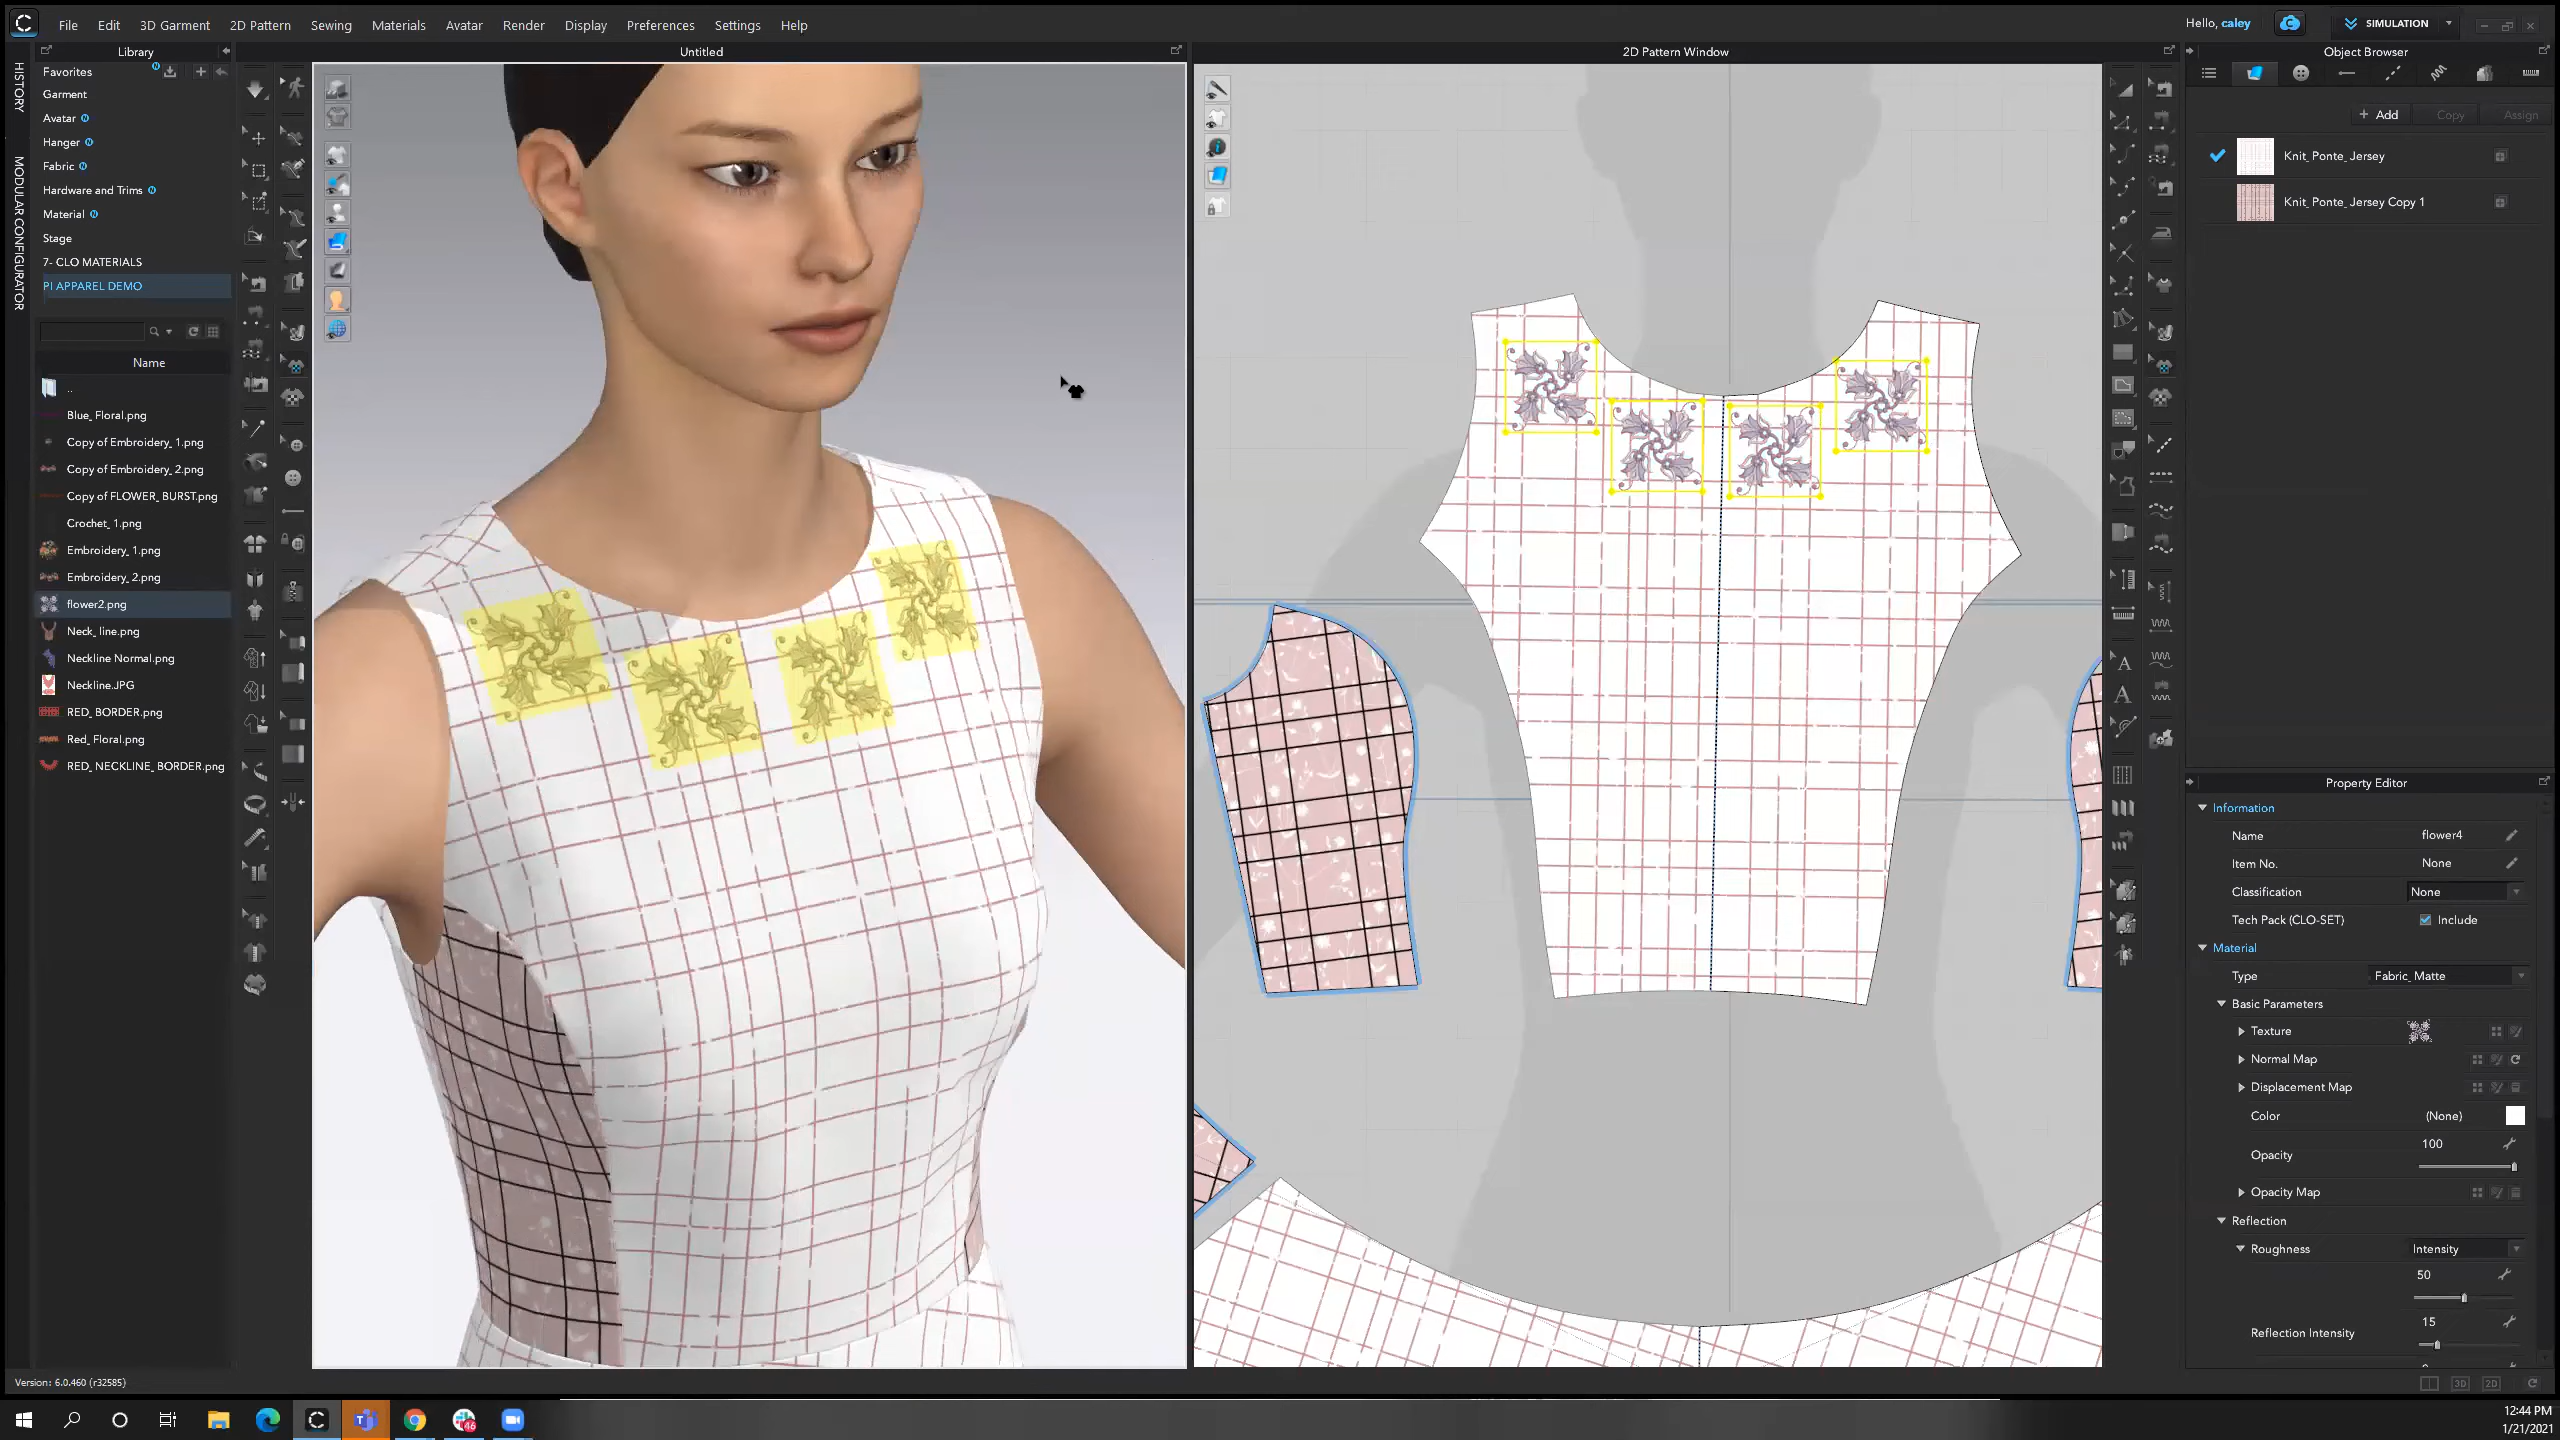 File Edit 3D Garment 2D Pattern Sewing Materials Avatar Render Display Preferences Settings Help
Hello, caley
SIMULATION
Library
Untitled
2D Pattern Window
Object Browser
HISTORY
MODULAR CONFIGURATOR
Favorites
Garment
Avatar
Hanger
Fabric
Hardware and Trims
Material
Stage
7- CLO MATERIALS
PI APPAREL DEMO
Name
..
Blue_Floral.png
Copy of Embroidery_1.png
Copy of Embroidery_2.png
Copy of FLOWER_BURST.png
Crochet_1.png
Embroidery_1.png
Embroidery_2.png
flower2.png
Neck_line.png
Neckline Normal.png
Neckline.JPG
RED_BORDER.png
Red_Floral.png
RED_NECKLINE_BORDER.png
+ Add Copy Assign
Knit_Ponte_Jersey
Knit_Ponte_Jersey Copy 1
Property Editor
Information
Name flower4
Item No. None
Classification None
Tech Pack (CLO-SET) Include
Material
Type Fabric_Matte
Basic Parameters
Texture
Normal Map
Displacement Map
Color (None)
100
Opacity
Opacity Map
Reflection
Roughness Intensity
50
15
Reflection Intensity
Version: 6.0.460 (r32585)
3D 2D
46
12:44 PM
1/21/2021